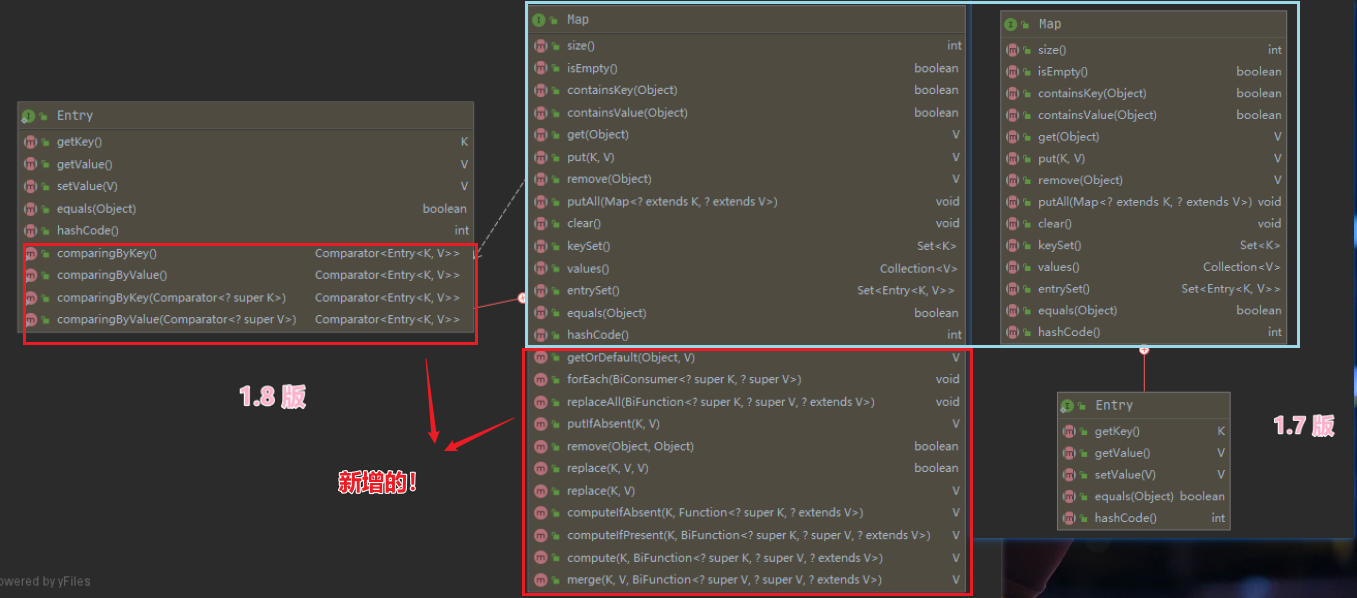 Entry
getKey() K
getValue() V
setValue(V) V
equals(Object) boolean
hashCode() int
comparingByKey() Comparator<Entry<K, V>>
comparingByValue() Comparator<Entry<K, V>>
comparingByKey(Comparator<? super K>) Comparator<Entry<K, V>>
comparingByValue(Comparator<? super V>) Comparator<Entry<K, V>>
1.8 版
新增的！
Map
size() int
isEmpty() boolean
containsKey(Object) boolean
containsValue(Object) boolean
get(Object) V
put(K, V) V
remove(Object) V
putAll(Map<? extends K, ? extends V>) void
clear() void
keySet() Set<K>
values() Collection<V>
entrySet() Set<Entry<K, V>>
equals(Object) boolean
hashCode() int
getOrDefault(Object, V) V
forEach(BiConsumer<? super K, ? super V>) void
replaceAll(BiFunction<? super K, ? super V, ? extends V>) void
putIfAbsent(K, V) V
remove(Object, Object) boolean
replace(K, V, V) boolean
replace(K, V) V
computeIfAbsent(K, Function<? super K, ? extends V>) V
computeIfPresent(K, BiFunction<? super K, ? super V, ? extends V>) V
compute(K, BiFunction<? super K, ? super V, ? extends V>) V
merge(K, V, BiFunction<? super V, ? super V, ? extends V>) V
Map
size() int
isEmpty() boolean
containsKey(Object) boolean
containsValue(Object) boolean
get(Object) V
put(K, V) V
remove(Object) V
putAll(Map<? extends K, ? extends V>) void
clear() void
keySet() Set<K>
values() Collection<V>
entrySet() Set<Entry<K, V>>
equals(Object) boolean
hashCode() int
Entry
getKey() K
getValue() V
setValue(V) V
equals(Object) boolean
hashCode() int
1.7 版
owered by yFiles